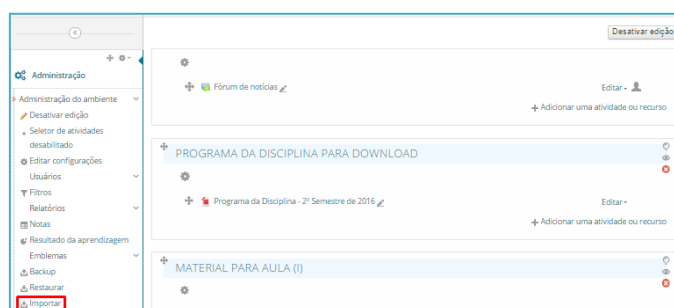 Desativar edição
Administração
Administração do ambiente
Desativar edição
Seletor de atividades
desabilitado
Editar configurações
Usuários
Filtros
Relatórios
Notas
Resultado da aprendizagem
Emblemas
Backup
Restaurar
Importar
Fórum de notícias
Editar
+ Adicionar uma atividade ou recurso
PROGRAMA DA DISCIPLINA PARA DOWNLOAD
Programa da Disciplina - 2º Semestre de 2016
Editar
+ Adicionar uma atividade ou recurso
MATERIAL PARA AULA (I)